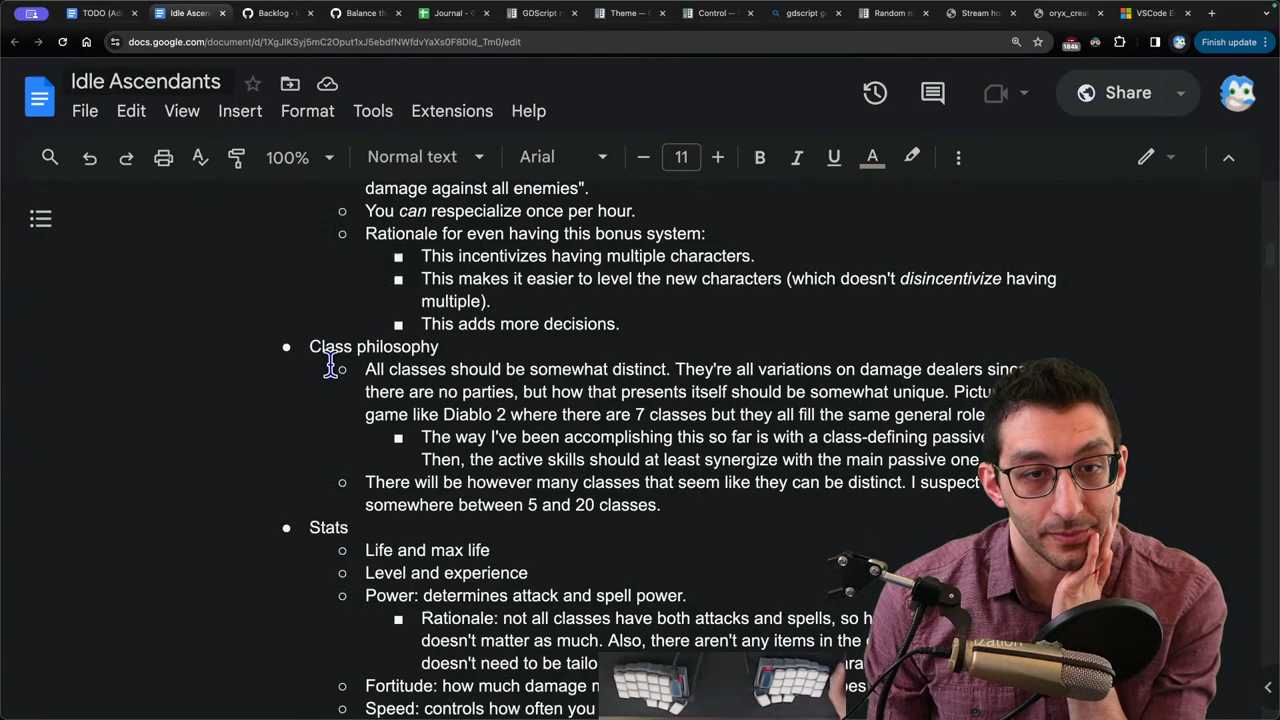 TODO (Ad
Idle Ascen
Backlog ·
Balance th
Journal - G
GDScript n
Theme — G
Control —
gdscript g
Random n
Stream ho
oryx_crea
VSCode E
docs.google.com/document/d/1XgJIKSyj5mC2Oput1xJ5ebdfNWfdvYaXs0F8Dld_Tm0/edit
184k
Finish update
Idle Ascendants
File Edit View Insert Format Tools Extensions Help
Share
100% Normal text Arial 11 B I U A
damage against all enemies".
You can respecialize once per hour.
Rationale for even having this bonus system:
This incentivizes having multiple characters.
This makes it easier to level the new characters (which doesn't disincentivize having
multiple).
This adds more decisions.
Class philosophy
All classes should be somewhat distinct. They're all variations on damage dealers sinc
there are no parties, but how that presents itself should be somewhat unique. Pictu
game like Diablo 2 where there are 7 classes but they all fill the same general role
The way I've been accomplishing this so far is with a class-defining passive
Then, the active skills should at least synergize with the main passive one
There will be however many classes that seem like they can be distinct. I suspect
somewhere between 5 and 20 classes.
Stats
Life and max life
Level and experience
Power: determines attack and spell power.
Rationale: not all classes have both attacks and spells, so h
doesn't matter as much. Also, there aren't any items in the
doesn't need to be tailo
Fortitude: how much damage
Speed: controls how often you